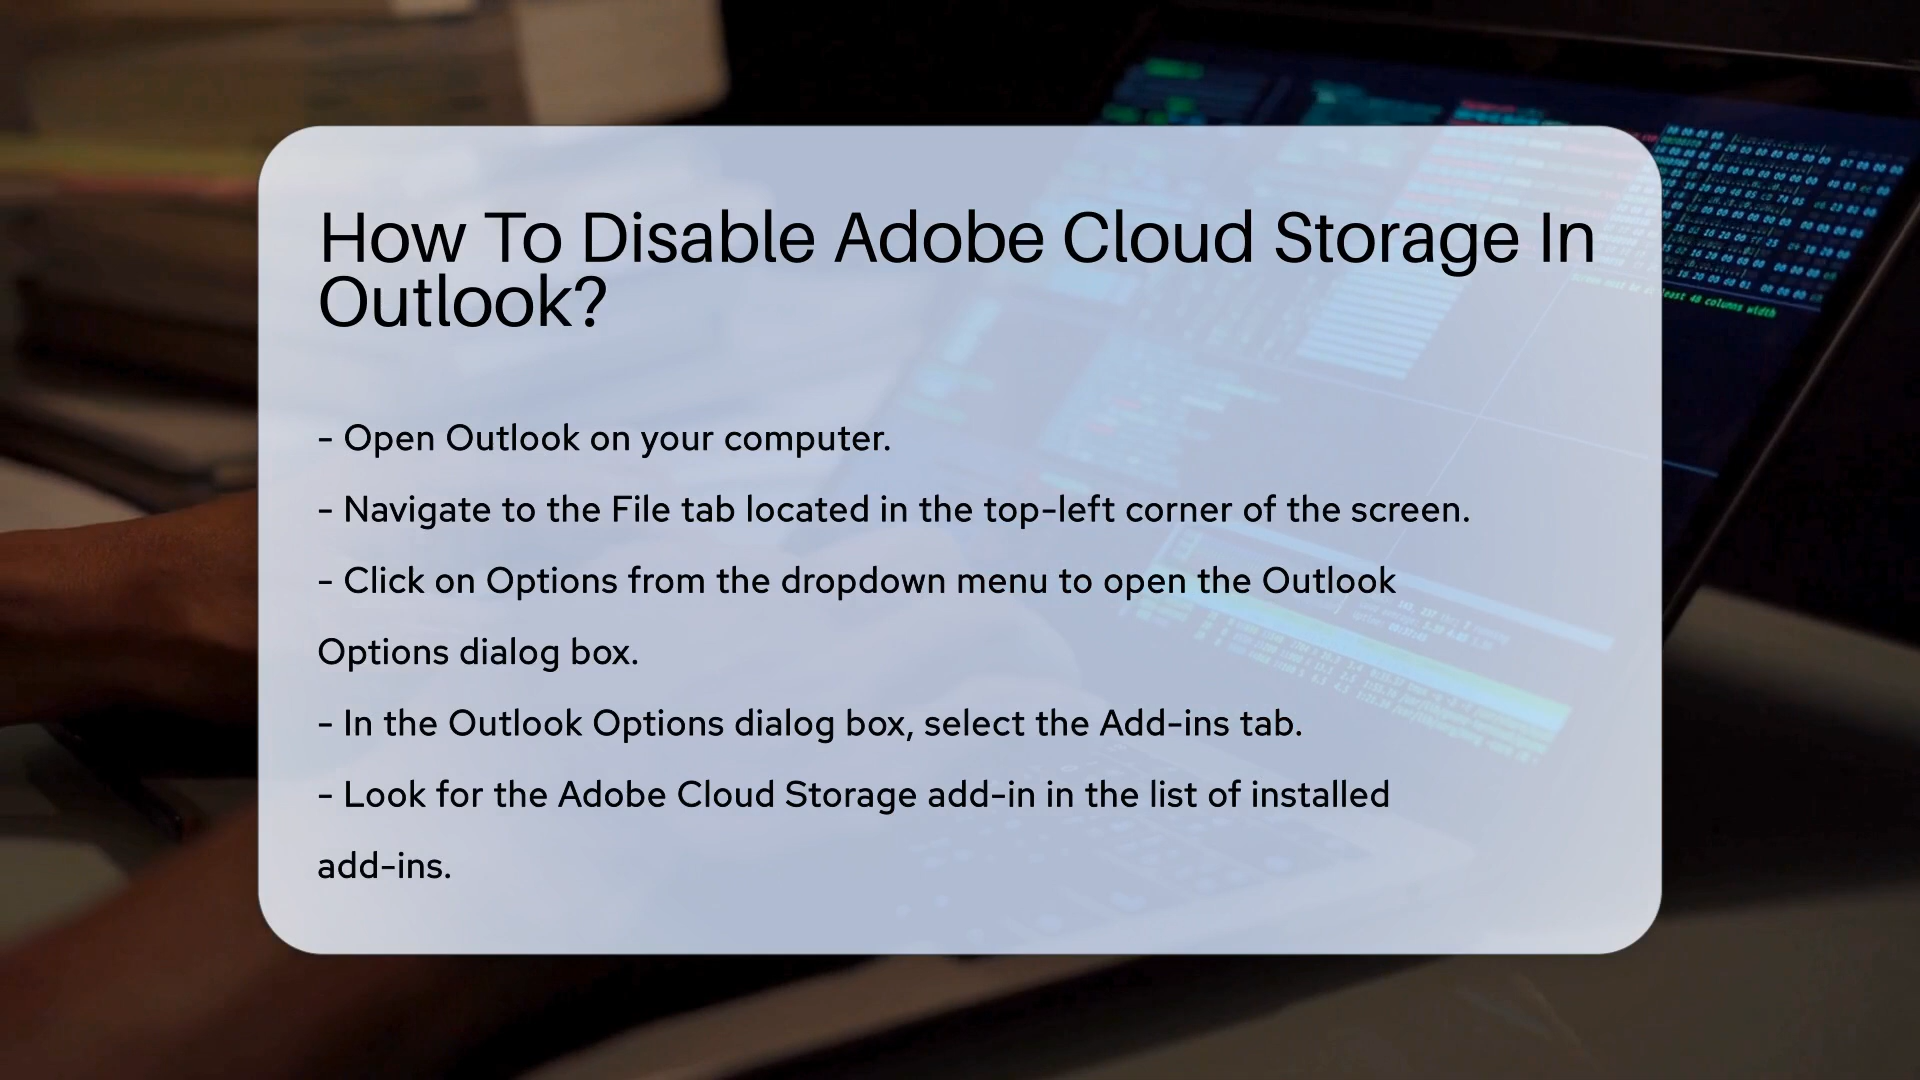 How To Disable Adobe Cloud Storage In
Outlook?
- Open Outlook on your computer.
- Navigate to the File tab located in the top-left corner of the screen.
- Click on Options from the dropdown menu to open the Outlook
Options dialog box.
- In the Outlook Options dialog box, select the Add-ins tab.
- Look for the Adobe Cloud Storage add-in in the list of installed
add-ins.